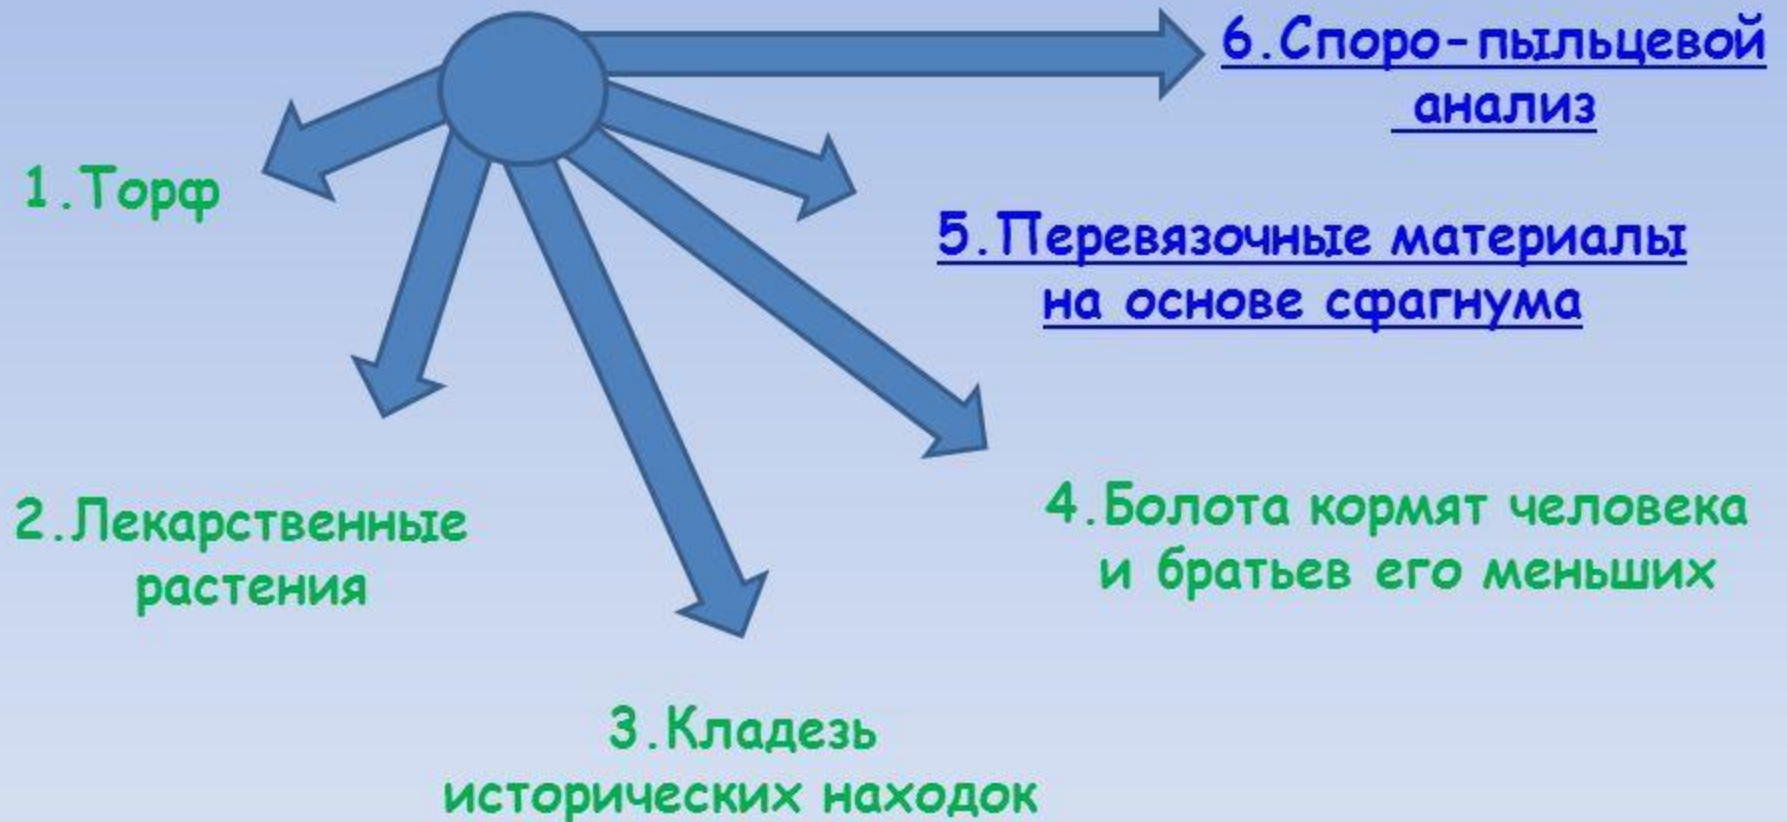 1.Торф
2.Лекарственные
растения
3.Кладезь
исторических находок
4.Болота кормят человека
и братьев его меньших
5.Перевязочные материалы
на основе сфагнума
6.Споро-пыльцевой
анализ